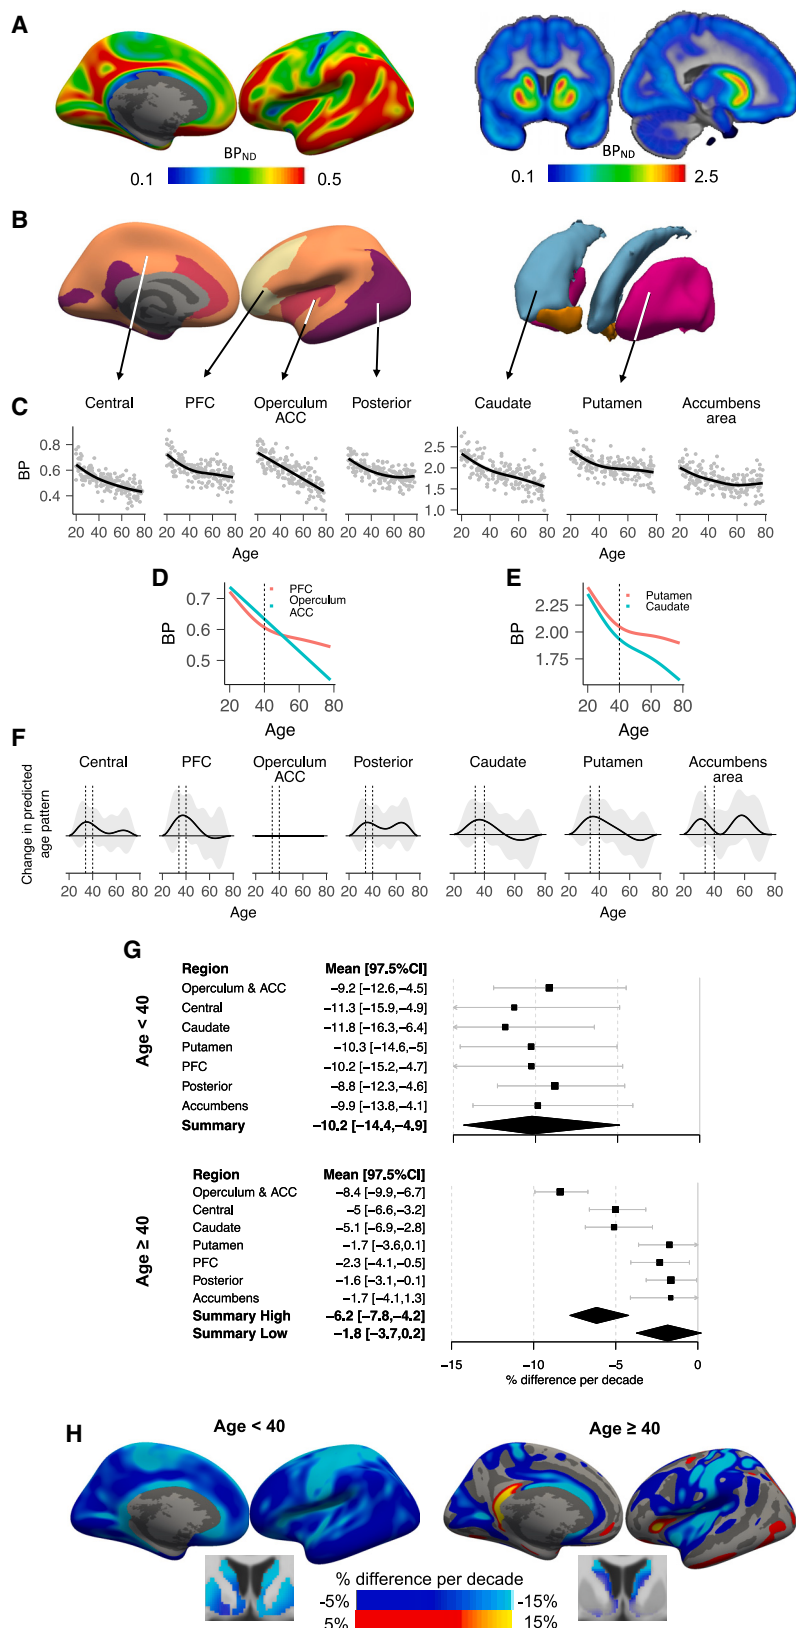 A
BP_ND
0.1 0.5
BP_ND
0.1 2.5
B
C
Central PFC Operculum ACC Posterior Caudate Putamen Accumbens area
BP
0.8
0.6
0.4
2.5
2.0
1.5
1.0
20 40 60 80 20 40 60 80 20 40 60 80 20 40 60 80 20 40 60 80 20 40 60 80 20 40 60 80
Age Age
D
PFC
Operculum
ACC
BP
0.7
0.6
0.5
20 40 60 80
Age
E
Putamen
Caudate
BP
2.25
2.00
1.75
20 40 60 80
Age
F
Central PFC Operculum ACC Posterior Caudate Putamen Accumbens area
Change in predicted
age pattern
20 40 60 80 20 40 60 80 20 40 60 80 20 40 60 80 20 40 60 80 20 40 60 80 20 40 60 80
Age Age
G
Age < 40
Region Mean [97.5%CI]
Operculum & ACC −9.2 [−12.6,−4.5]
Central −11.3 [−15.9,−4.9]
Caudate −11.8 [−16.3,−6.4]
Putamen −10.3 [−14.6,−5]
PFC −10.2 [−15.2,−4.7]
Posterior −8.8 [−12.3,−4.6]
Accumbens −9.9 [−13.8,−4.1]
Summary −10.2 [−14.4,−4.9]
Age ≥ 40
Region Mean [97.5%CI]
Operculum & ACC −8.4 [−9.9,−6.7]
Central −5 [−6.6,−3.2]
Caudate −5.1 [−6.9,−2.8]
Putamen −1.7 [−3.6,0.1]
PFC −2.3 [−4.1,−0.5]
Posterior −1.6 [−3.1,−0.1]
Accumbens −1.7 [−4.1,1.3]
Summary High −6.2 [−7.8,−4.2]
Summary Low −1.8 [−3.7,0.2]
−15 −10 −5 0
% difference per decade
H
Age < 40 Age ≥ 40
% difference per decade
-5% -15%
5% 15%